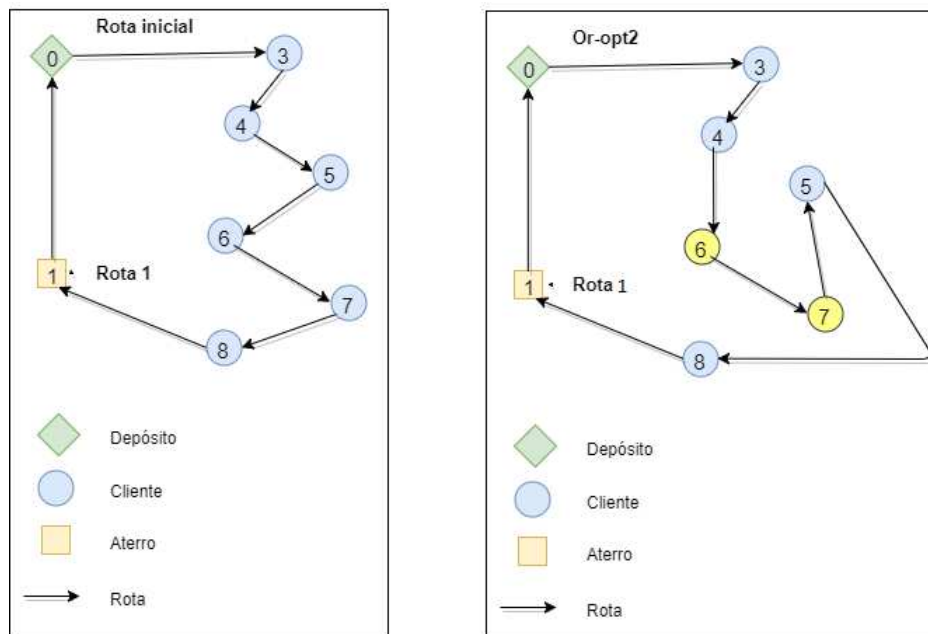 Rota inicial
0
3
4
5
6
1
Rota 1
7
8
Depósito
Cliente
Aterro
Rota
Or-opt2
0
3
4
5
6
1
Rota 1
7
8
Depósito
Cliente
Aterro
Rota